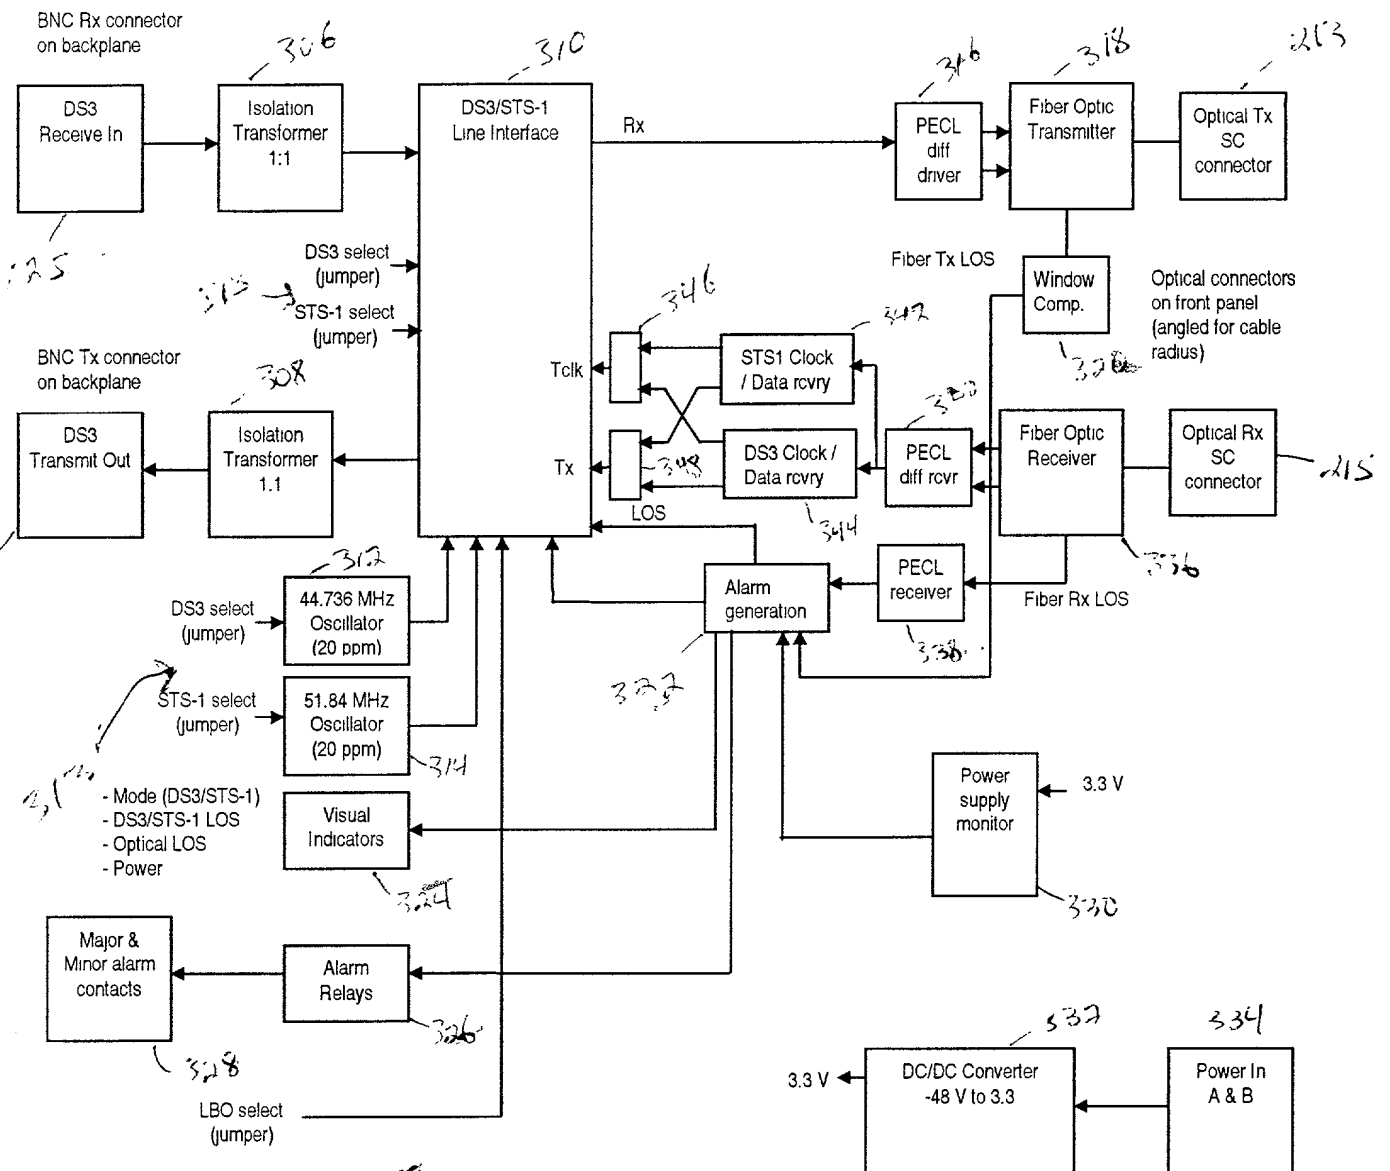 BNC Rx connector
on backplane
306
310
316
318
213
DS3
Receive In
Isolation
Transformer
1:1
DS3/STS-1
Line Interface
Rx
PECL
diff
driver
Fiber Optic
Transmitter
Optical Tx
SC
connector
DS3 select
(jumper)
STS-1 select
(jumper)
346
342
Fiber Tx LOS
Window
Comp.
Optical connectors
on front panel
(angled for cable
radius)
BNC Tx connector
on backplane
308
Tclk
STS1 Clock
/ Data rcvry
DS3
Transmit Out
Isolation
Transformer
1.1
Tx
348
DS3 Clock /
Data rcvry
PECL
diff rcvr
Fiber Optic
Receiver
Optical Rx
SC
connector
215
LOS
344
312
336
DS3 select
(jumper)
44.736 MHz
Oscillator
(20 ppm)
Alarm
generation
PECL
receiver
Fiber Rx LOS
338
322
STS-1 select
(jumper)
51.84 MHz
Oscillator
(20 ppm)
314
- Mode (DS3/STS-1)
- DS3/STS-1 LOS
- Optical LOS
- Power
Visual
Indicators
324
Power
supply
monitor
3.3 V
330
Major &
Minor alarm
contacts
Alarm
Relays
326
328
332
334
LBO select
(jumper)
3.3 V
DC/DC Converter
-48 V to 3.3
Power In
A & B